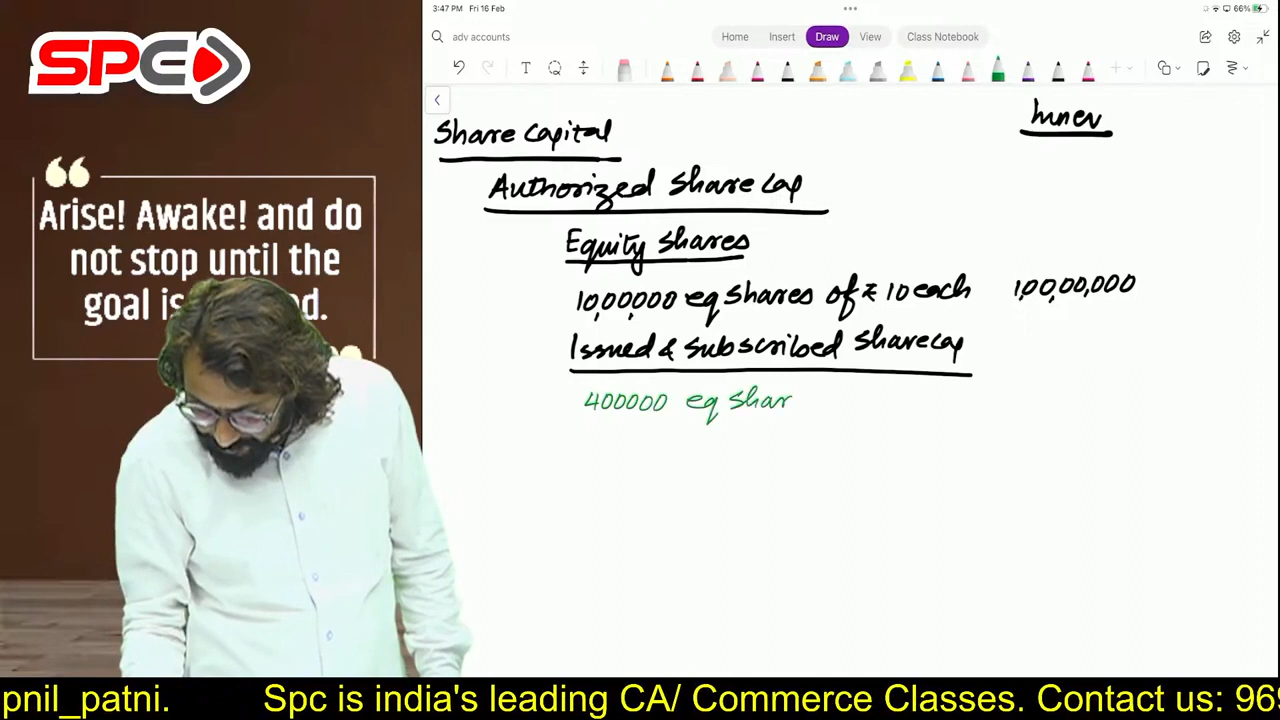 3:47 PM Fri 16 Feb
66%
SPC
adv accounts
Home Insert Draw View Class Notebook
Share Capital
Authorized Share Cap
Equity Shares
10,00,000 eq shares of ₹ 10 each 1,00,00,000
Issued & Subscribed Share cap
400000 eq Shar
Arise! Awake! and do
not stop until the
goal is
pnil_patni. Spc is india's leading CA/ Commerce Classes. Contact us: 96